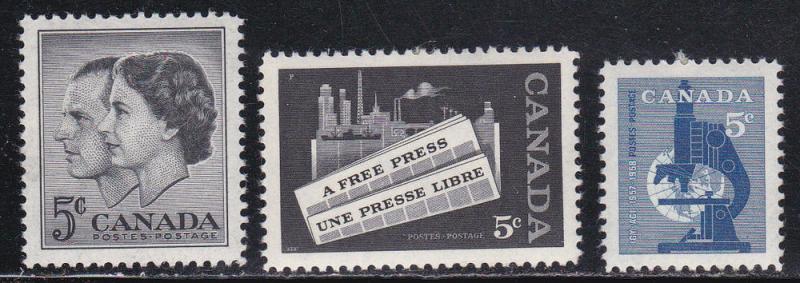 5¢ CANADA
POSTES-POSTAGE
A FREE PRESS
UNE PRESSE LIBRE
CANADA
POSTES-POSTAGE
5¢
CANADA
5¢
IGY AGI 1957 1958 POSTES POSTAGE